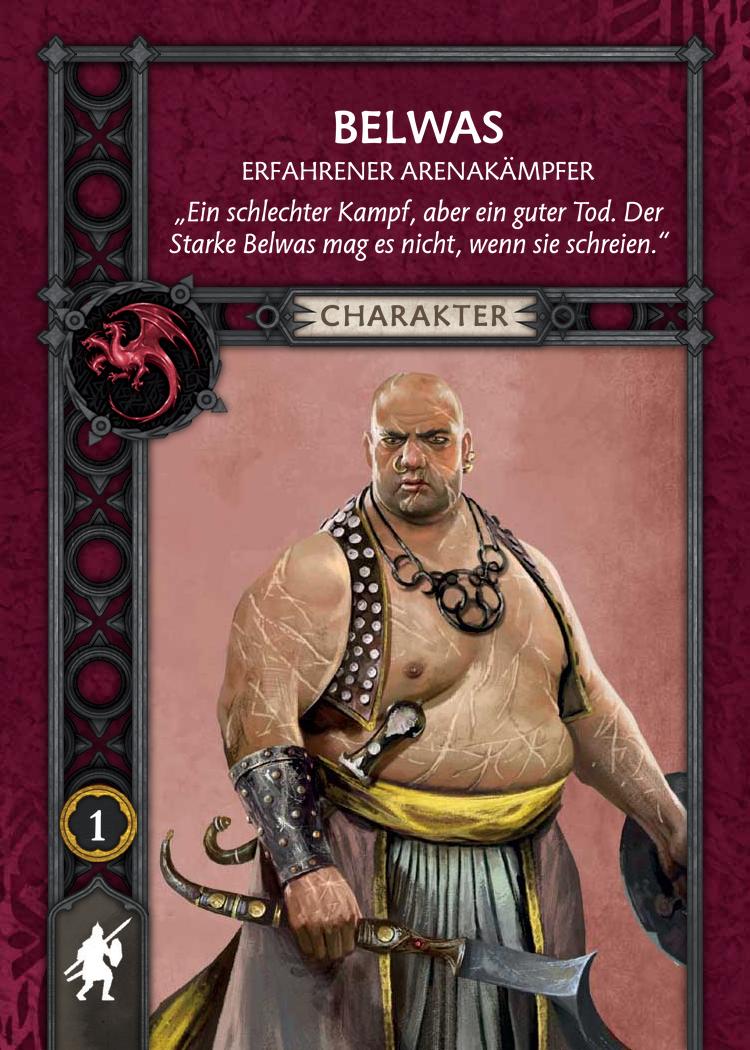 BELWAS
ERFAHRENER ARENAKÄMPFER
„Ein schlechter Kampf, aber ein guter Tod. Der
Starke Belwas mag es nicht, wenn sie schreien.“
CHARAKTER
1